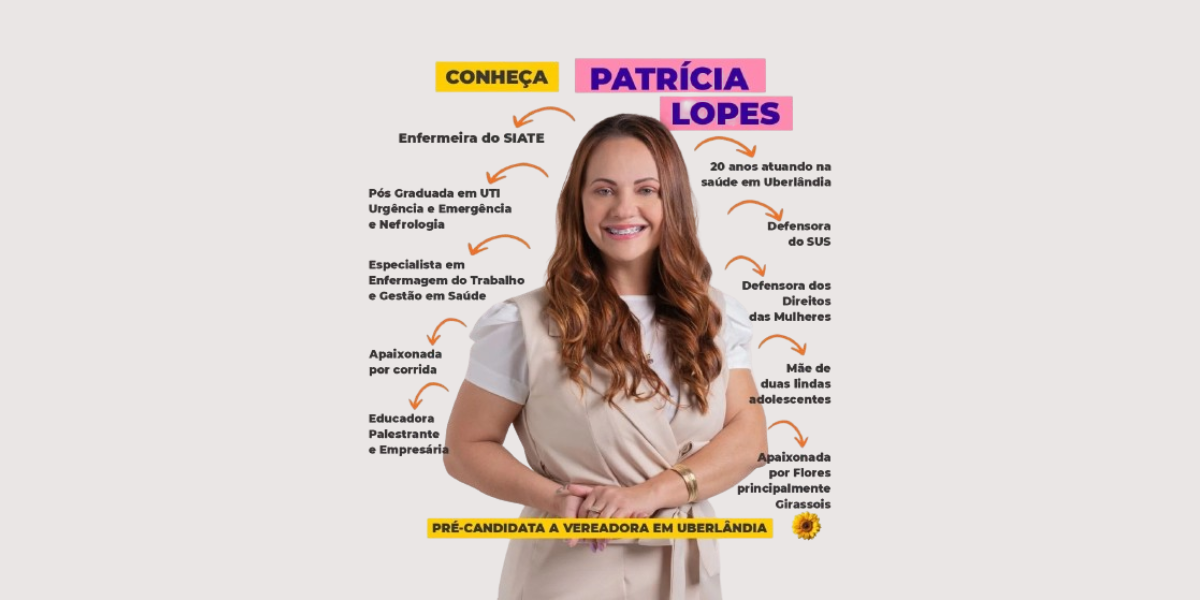 CONHEÇA
PATRÍCIA
LOPES
Enfermeira do SIATE
Pós Graduada em UTI
Urgência e Emergência
e Nefrologia
Especialista em
Enfermagem do Trabalho
e Gestão em Saúde
Apaixonada
por corrida
Educadora
Palestrante
e Empresária
20 anos atuando na
saúde em Uberlândia
Defensora
do SUS
Defensora dos
Direitos
das Mulheres
Mãe de
duas lindas
adolescentes
Apaixonada
por Flores
principalmente
Girassois
PRÉ-CANDIDATA A VEREADORA EM UBERLÂNDIA